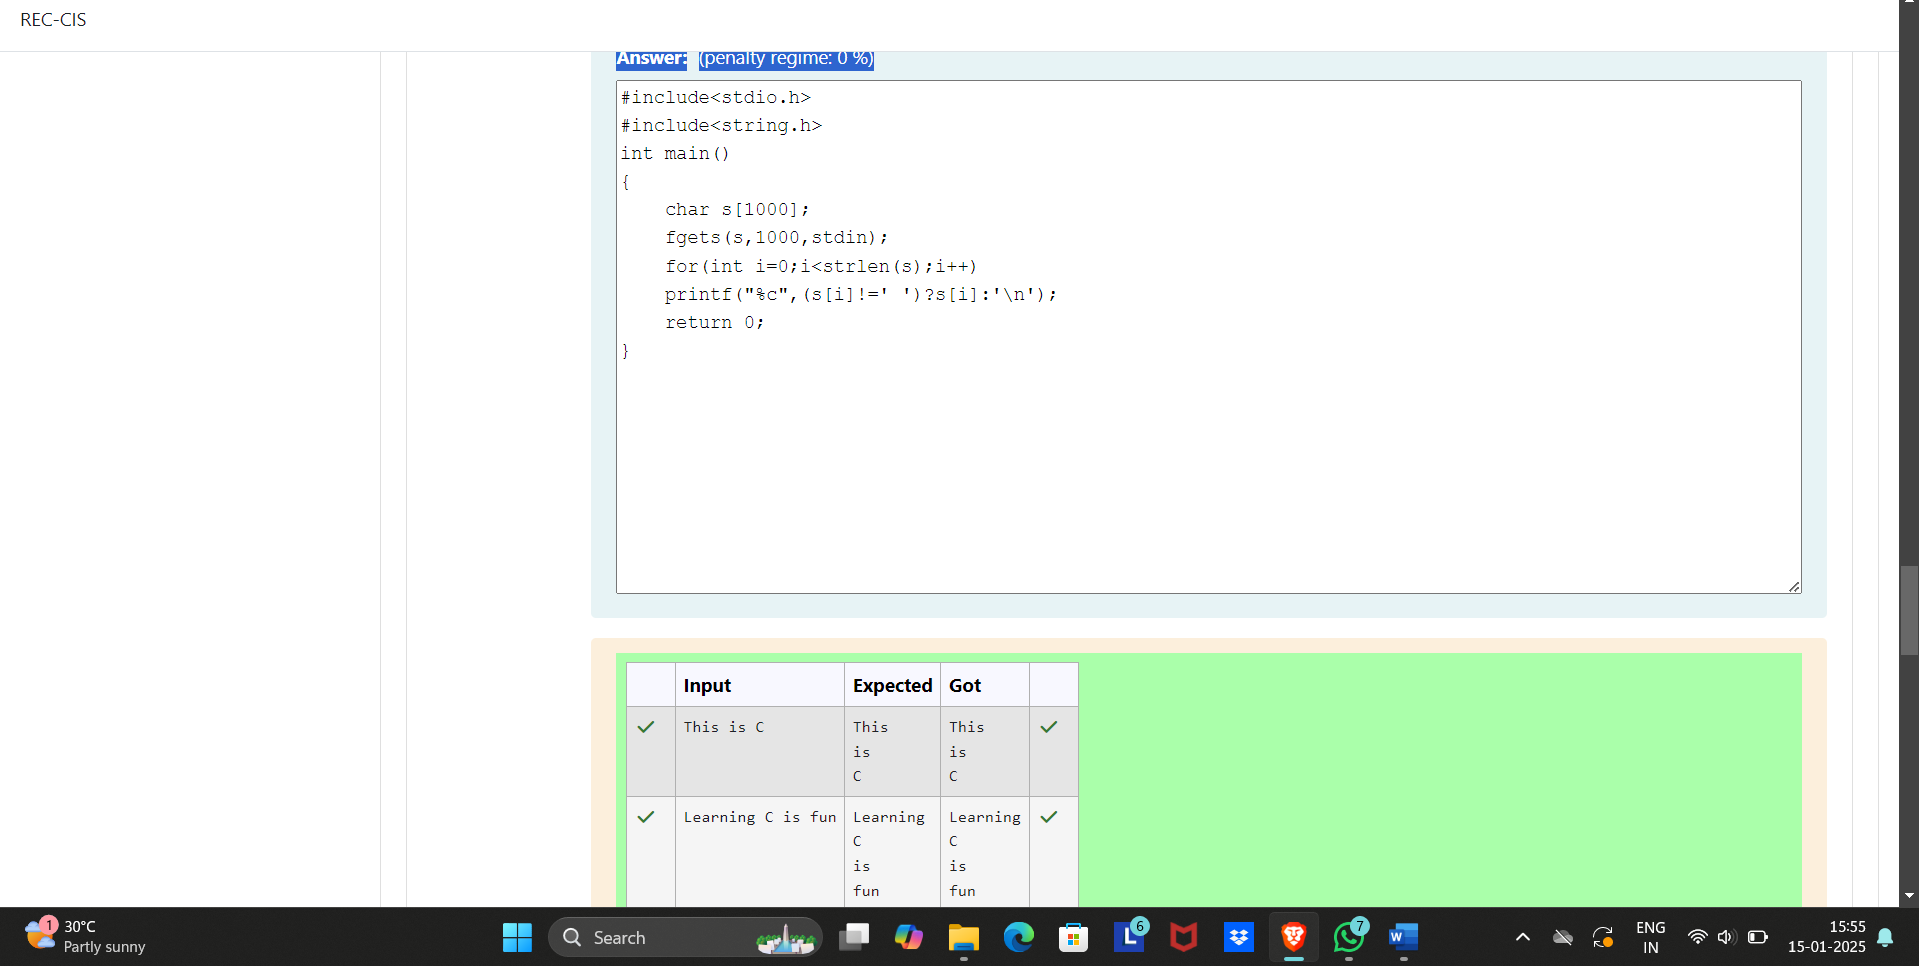 REC-CIS
Answer: (penalty regime: 0 %)
#include<stdio.h>
#include<string.h>
int main()
{
    char s[1000];
    fgets(s,1000,stdin);
    for(int i=0;i<strlen(s);i++)
    printf("%c",(s[i]!=' ')?s[i]:'\n');
    return 0;
}
Input Expected Got
This is C This This
is is
C C
Learning C is fun Learning Learning
C C
is is
fun fun
1 30°C
Partly sunny
Search
L 6
7
W
ENG
IN
15:55
15-01-2025